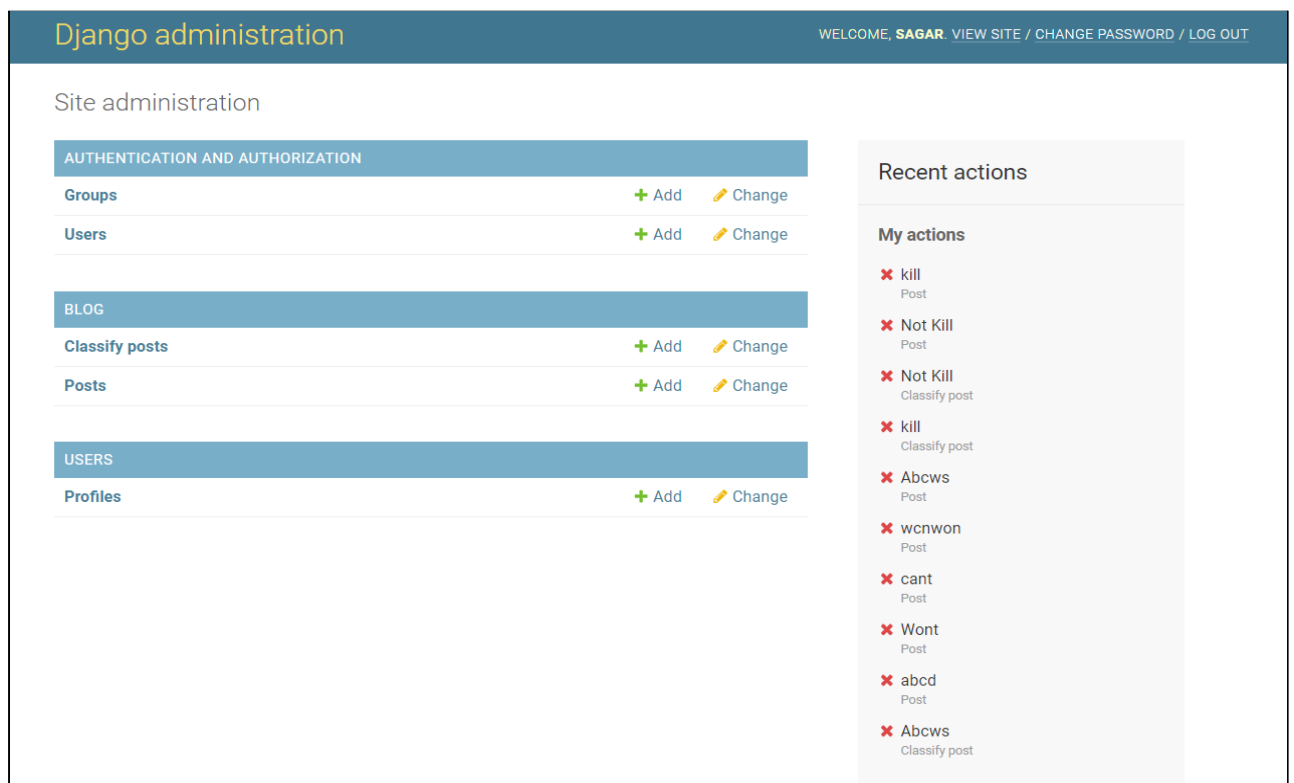 Django administration
WELCOME, SAGAR. VIEW SITE / CHANGE PASSWORD / LOG OUT
Site administration
AUTHENTICATION AND AUTHORIZATION
Groups Add Change
Users Add Change
BLOG
Classify posts Add Change
Posts Add Change
USERS
Profiles Add Change
Recent actions
My actions
kill
Post
Not Kill
Post
Not Kill
Classify post
kill
Classify post
Abcws
Post
wcnwon
Post
cant
Post
Wont
Post
abcd
Post
Abcws
Classify post